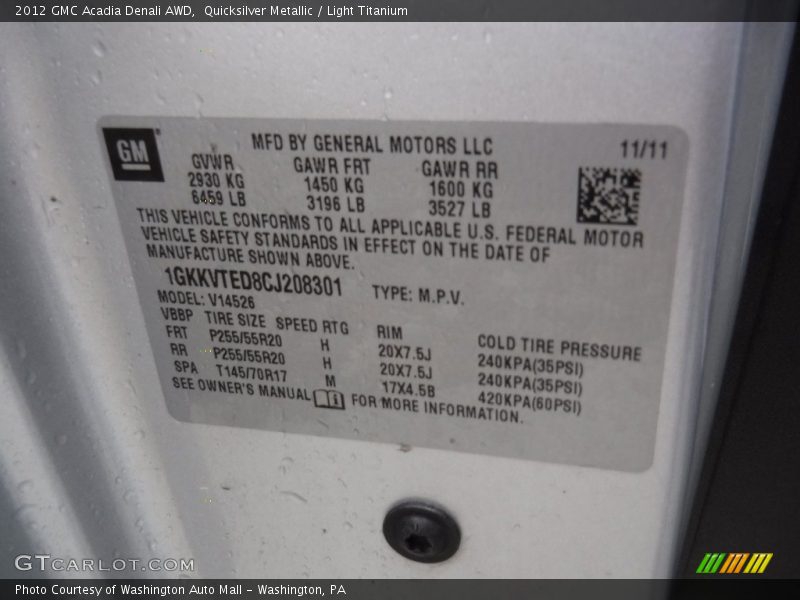 2012 GMC Acadia Denali AWD,  Quicksilver Metallic / Light Titanium
GM
MFD BY GENERAL MOTORS LLC
11/11
GVWR GAWR FRT GAWR RR
2930 KG 1450 KG 1600 KG
6459 LB 3196 LB 3527 LB
THIS VEHICLE CONFORMS TO ALL APPLICABLE U.S. FEDERAL MOTOR
VEHICLE SAFETY STANDARDS IN EFFECT ON THE DATE OF
MANUFACTURE SHOWN ABOVE.
1GKKVTED8CJ208301 TYPE: M.P.V.
MODEL: V14526
VBBP TIRE SIZE SPEED RTG RIM COLD TIRE PRESSURE
FRT P255/55R20 H 20X7.5J 240KPA(35PSI)
RR P255/55R20 H 20X7.5J 240KPA(35PSI)
SPA T145/70R17 M 17X4.5B 420KPA(60PSI)
SEE OWNER'S MANUAL FOR MORE INFORMATION.
GTCARLOT.COM
Photo Courtesy of Washington Auto Mall - Washington, PA